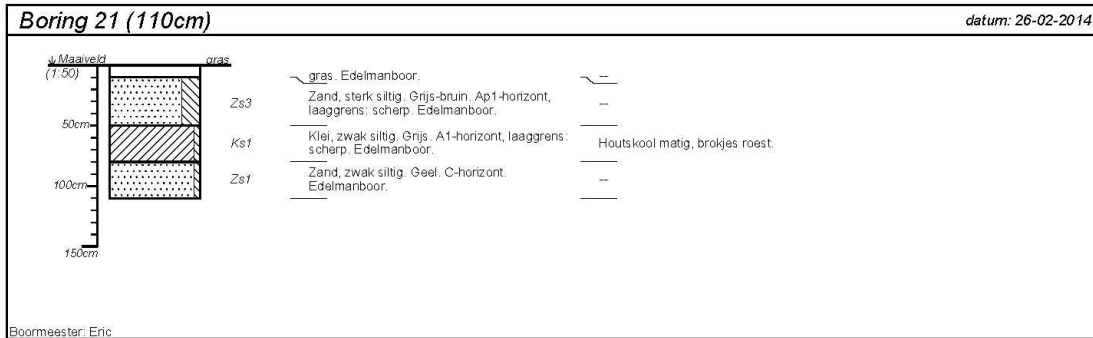 Boring 21 (110cm)
datum: 26-02-2014
↓ Maaiveld
gras
(1:50)
gras. Edelmanboor.
--
Zs3
Zand, sterk siltig. Grijs-bruin. Ap1-horizont,
laaggrens: scherp. Edelmanboor.
--
50cm
Ks1
Klei, zwak siltig. Grijs. A1-horizont, laaggrens:
scherp. Edelmanboor.
Houtskool matig, brokjes roest.
Zs1
Zand, zwak siltig. Geel. C-horizont.
Edelmanboor.
--
100cm
150cm
Boormeester: Eric